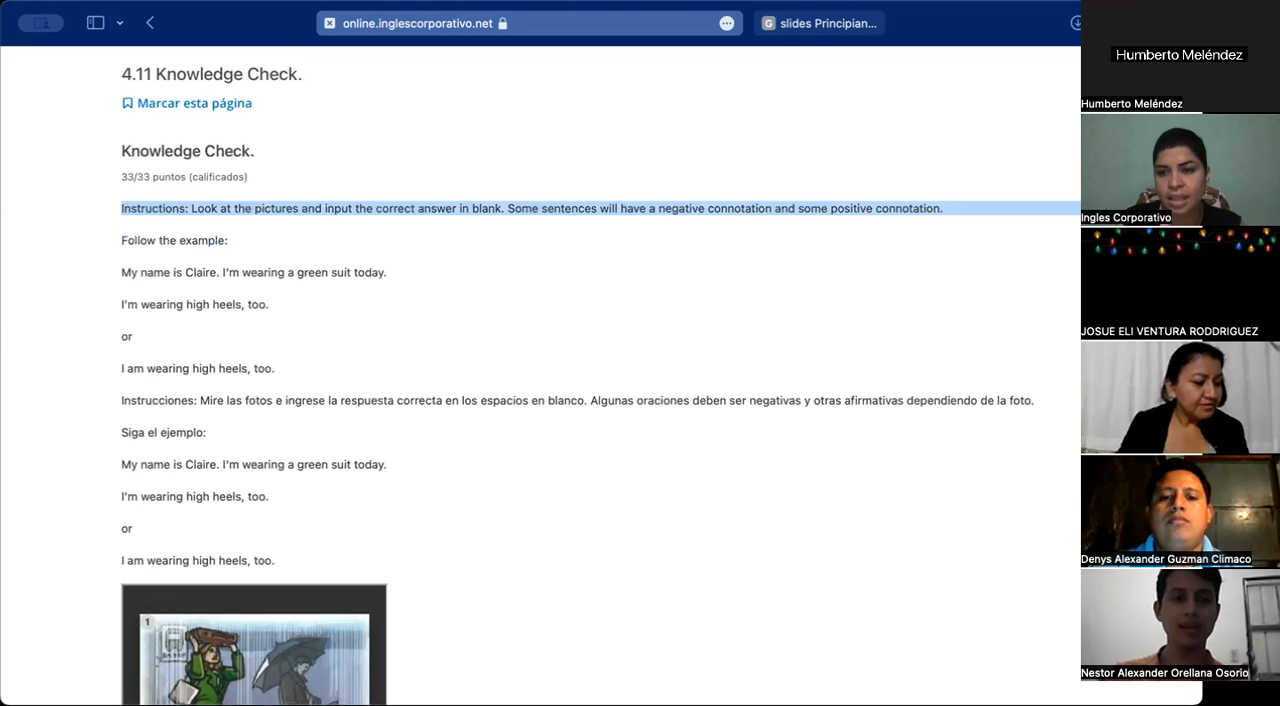 online.inglescorporativo.net
G slides Principian...
4.11 Knowledge Check.
Marcar esta página
Knowledge Check.
33/33 puntos (calificados)
Instructions: Look at the pictures and input the correct answer in blank. Some sentences will have a negative connotation and some positive connotation.
Follow the example:
My name is Claire. I'm wearing a green suit today.
I'm wearing high heels, too.
or
I am wearing high heels, too.
Instrucciones: Mire las fotos e ingrese la respuesta correcta en los espacios en blanco. Algunas oraciones deben ser negativas y otras afirmativas dependiendo de la foto.
Siga el ejemplo:
My name is Claire. I'm wearing a green suit today.
I'm wearing high heels, too.
or
I am wearing high heels, too.
1
Humberto Meléndez
Humberto Meléndez
Ingles Corporativo
JOSUE ELI VENTURA RODDRIGUEZ
Denys Alexander Guzman Climaco
Nestor Alexander Orellana Osorio